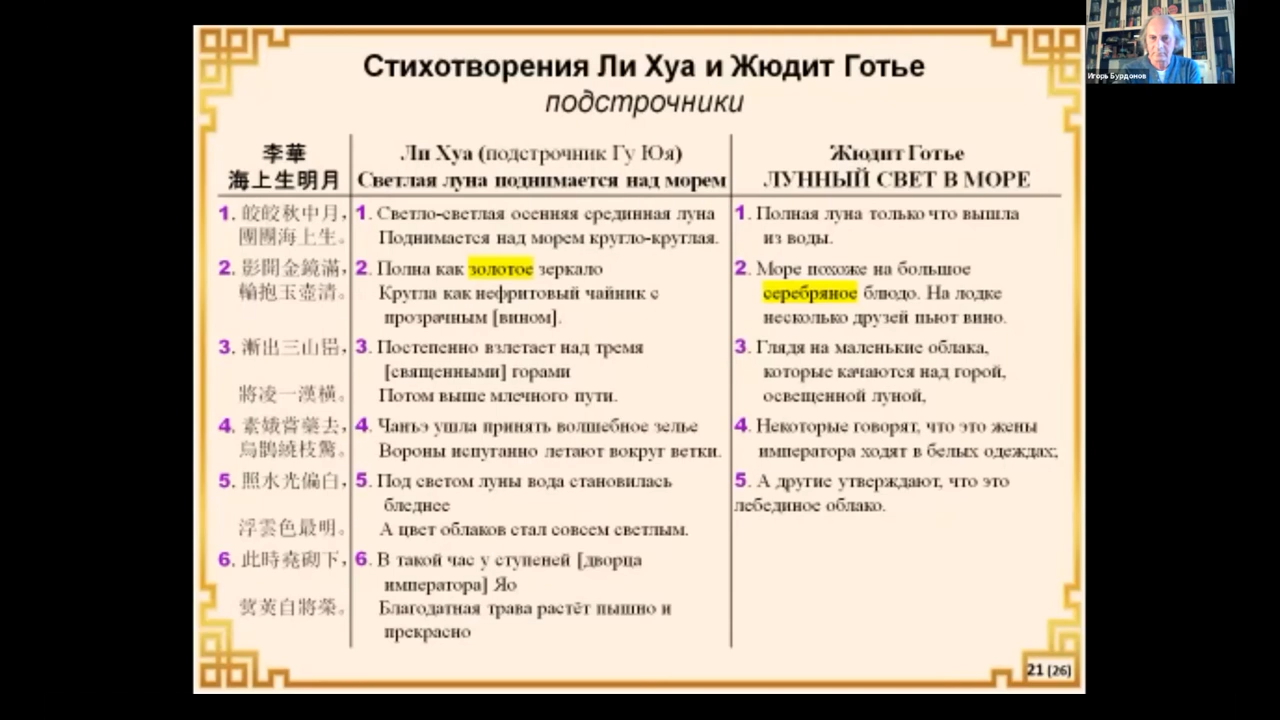 Стихотворения Ли Хуа и Жюдит Готье
подстрочники
李華
海上生明月
1. 皎皎秋中月,
團團海上生。
2. 影開金鏡滿,
輪抱玉壺清。
3. 漸出三山岊,
將凌一漢橫。
4. 素娥嘗藥去,
烏鵲繞枝驚。
5. 照水光偏白,
浮雲色最明。
6. 此時堯砌下,
蓂莢自將榮。
Ли Хуа (подстрочник Гу Юя)
Светлая луна поднимается над морем
1. Светло-светлая осенняя срединная луна
Поднимается над морем кругло-круглая.
2. Полна как золотое зеркало
Кругла как нефритовый чайник с
прозрачным [вином].
3. Постепенно взлетает над тремя
[священными] горами
Потом выше млечного пути.
4. Чанъэ ушла принять волшебное зелье
Вороны испуганно летают вокруг ветки.
5. Под светом луны вода становилась
бледнее
А цвет облаков стал совсем светлым.
6. В такой час у ступеней [дворца
императора] Яо
Благодатная трава растёт пышно и
прекрасно
Жюдит Готье
ЛУННЫЙ СВЕТ В МОРЕ
1. Полная луна только что вышла
из воды.
2. Море похоже на большое
серебряное блюдо. На лодке
несколько друзей пьют вино.
3. Глядя на маленькие облака,
которые качаются над горой,
освещенной луной,
4. Некоторые говорят, что это жены
императора ходят в белых одеждах;
5. А другие утверждают, что это
лебединое облако.
21 (26)
Игорь Бурдонов